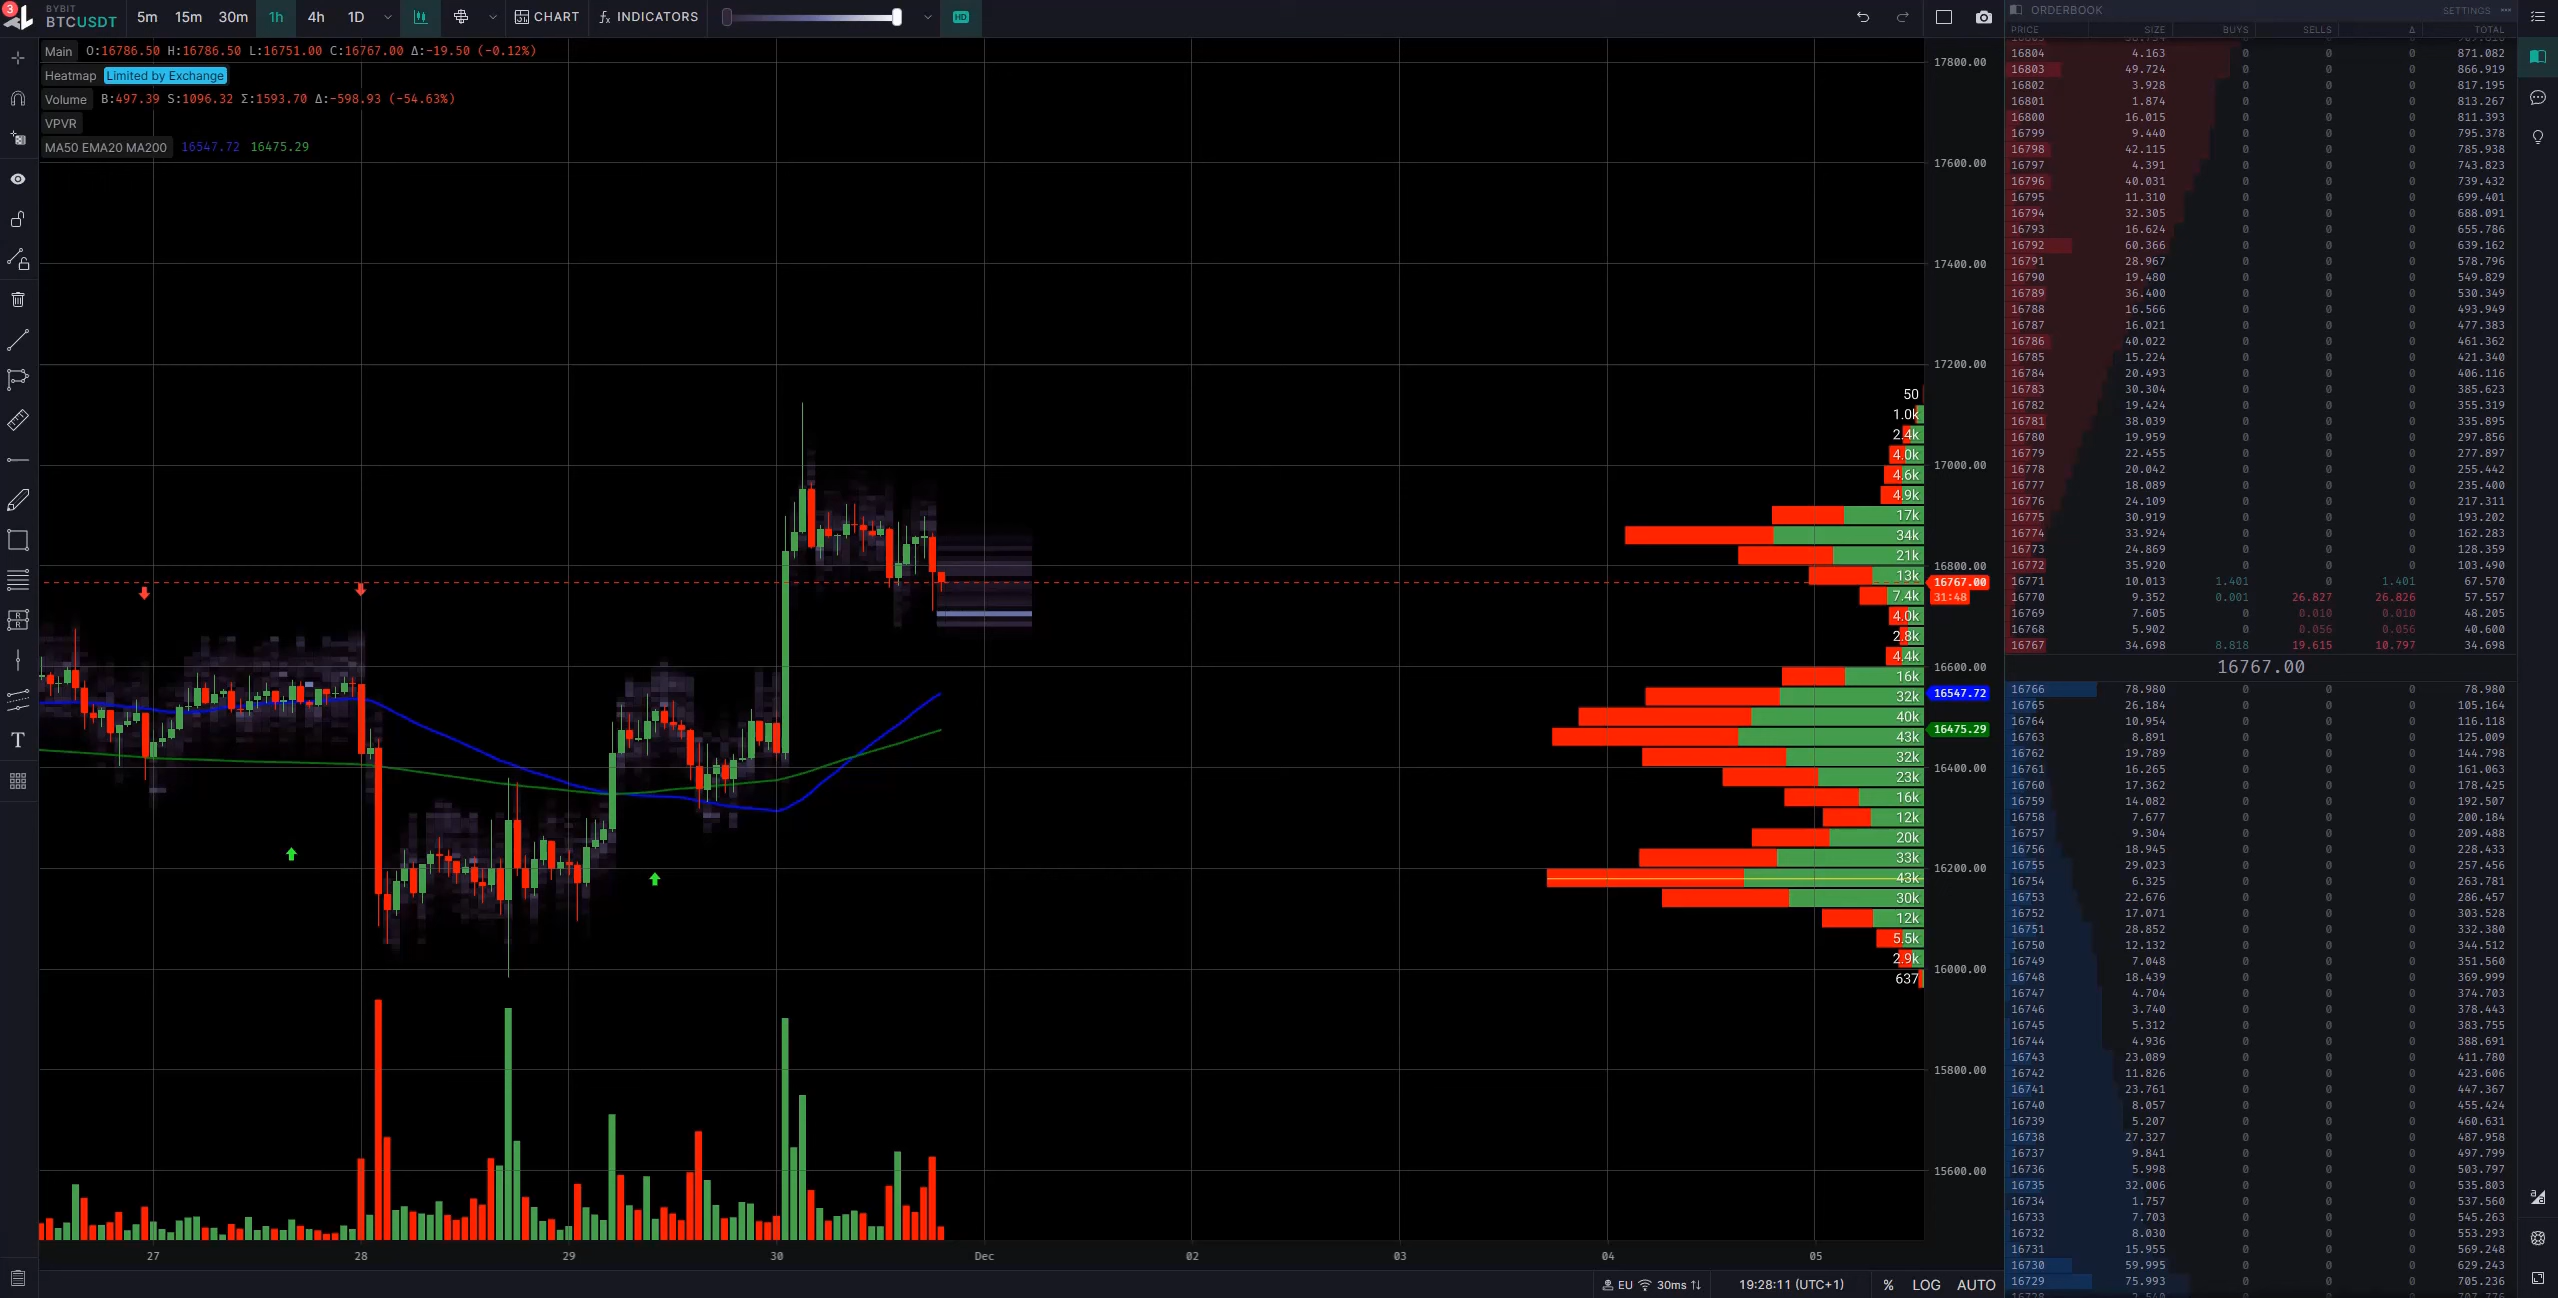 3
BYBIT
BTCUSDT
5m 15m 30m 1h 4h 1D CHART fx INDICATORS HD
Main O:16786.50 H:16786.50 L:16751.00 C:16767.00 Δ:−19.50 (−0.12%)
Heatmap Limited by Exchange
Volume B:497.39 S:1096.32 Σ:1593.70 Δ:−598.93 (−54.63%)
VPVR
MA50 EMA20 MA200 16547.72 16475.29
T
17800.00
17600.00
17400.00
17200.00
17000.00
16800.00
16767.00
31:48
16600.00
16547.72
16475.29
16400.00
16200.00
16000.00
15800.00
15600.00
50
1.0k
2.4k
4.0k
4.6k
4.9k
17k
34k
21k
13k
7.4k
4.0k
2.8k
4.4k
16k
32k
40k
43k
32k
23k
16k
12k
20k
33k
43k
30k
12k
5.5k
2.9k
637
27 28 29 30 Dec 02 03 04 05
EU 30ms 19:28:11 (UTC+1) % LOG AUTO
ORDERBOOK SETTINGS
PRICE SIZE BUYS SELLS Δ TOTAL
16804 4.163 0 0 0 871.082
16803 49.724 0 0 0 866.919
16802 3.928 0 0 0 817.195
16801 1.874 0 0 0 813.267
16800 16.015 0 0 0 811.393
16799 9.440 0 0 0 795.378
16798 42.115 0 0 0 785.938
16797 4.391 0 0 0 743.823
16796 40.031 0 0 0 739.432
16795 11.310 0 0 0 699.401
16794 32.305 0 0 0 688.091
16793 16.624 0 0 0 655.786
16792 60.366 0 0 0 639.162
16791 28.967 0 0 0 578.796
16790 19.480 0 0 0 549.829
16789 36.400 0 0 0 530.349
16788 16.566 0 0 0 493.949
16787 16.021 0 0 0 477.383
16786 40.022 0 0 0 461.362
16785 15.224 0 0 0 421.340
16784 20.493 0 0 0 406.116
16783 30.304 0 0 0 385.623
16782 19.424 0 0 0 355.319
16781 38.039 0 0 0 335.895
16780 19.959 0 0 0 297.856
16779 22.455 0 0 0 277.897
16778 20.042 0 0 0 255.442
16777 18.089 0 0 0 235.400
16776 24.109 0 0 0 217.311
16775 30.919 0 0 0 193.202
16774 33.924 0 0 0 162.283
16773 24.869 0 0 0 128.359
16772 35.920 0 0 0 103.490
16771 10.013 1.401 0 1.401 67.570
16770 9.352 0.001 26.827 26.826 57.557
16769 7.605 0 0.010 0.010 48.205
16768 5.902 0 0.056 0.056 40.600
16767 34.698 8.818 19.615 10.797 34.698
16767.00
16766 78.980 0 0 0 78.980
16765 26.184 0 0 0 105.164
16764 10.954 0 0 0 116.118
16763 8.891 0 0 0 125.009
16762 19.789 0 0 0 144.798
16761 16.265 0 0 0 161.063
16760 17.362 0 0 0 178.425
16759 14.082 0 0 0 192.507
16758 7.677 0 0 0 200.184
16757 9.304 0 0 0 209.488
16756 18.945 0 0 0 228.433
16755 29.023 0 0 0 257.456
16754 6.325 0 0 0 263.781
16753 22.676 0 0 0 286.457
16752 17.071 0 0 0 303.528
16751 28.852 0 0 0 332.380
16750 12.132 0 0 0 344.512
16749 7.048 0 0 0 351.560
16748 18.439 0 0 0 369.999
16747 4.704 0 0 0 374.703
16746 3.740 0 0 0 378.443
16745 5.312 0 0 0 383.755
16744 4.936 0 0 0 388.691
16743 23.089 0 0 0 411.780
16742 11.826 0 0 0 423.606
16741 23.761 0 0 0 447.367
16740 8.057 0 0 0 455.424
16739 5.207 0 0 0 460.631
16738 27.327 0 0 0 487.958
16737 9.841 0 0 0 497.799
16736 5.998 0 0 0 503.797
16735 32.006 0 0 0 535.803
16734 1.757 0 0 0 537.560
16733 7.703 0 0 0 545.263
16732 8.030 0 0 0 553.293
16731 15.955 0 0 0 569.248
16730 59.995 0 0 0 629.243
16729 75.993 0 0 0 705.236